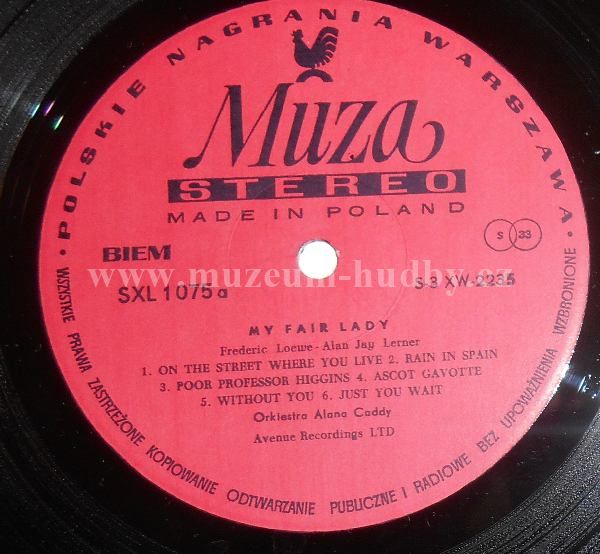 POLSKIE NAGRANIA WARSZAWA
Muza
STEREO
MADE IN POLAND
S 33
BIEM
SXL 1075 a
S-3 XW-2235
www.muzeum-hudby.cz
MY FAIR LADY
Frederic Loewe - Alan Jay Lerner
1. ON THE STREET WHERE YOU LIVE 2. RAIN IN SPAIN
3. POOR PROFESSOR HIGGINS 4. ASCOT GAVOTTE
5. WITHOUT YOU 6. JUST YOU WAIT
Orkiestra Alana Caddy
Avenue Recordings LTD
WSZYSTKIE PRAWA ZASTRZEŻONE KOPIOWANIE ODTWARZANIE PUBLICZNE I RADIOWE BEZ UPOWAŻNIENIA WZBRONIONE